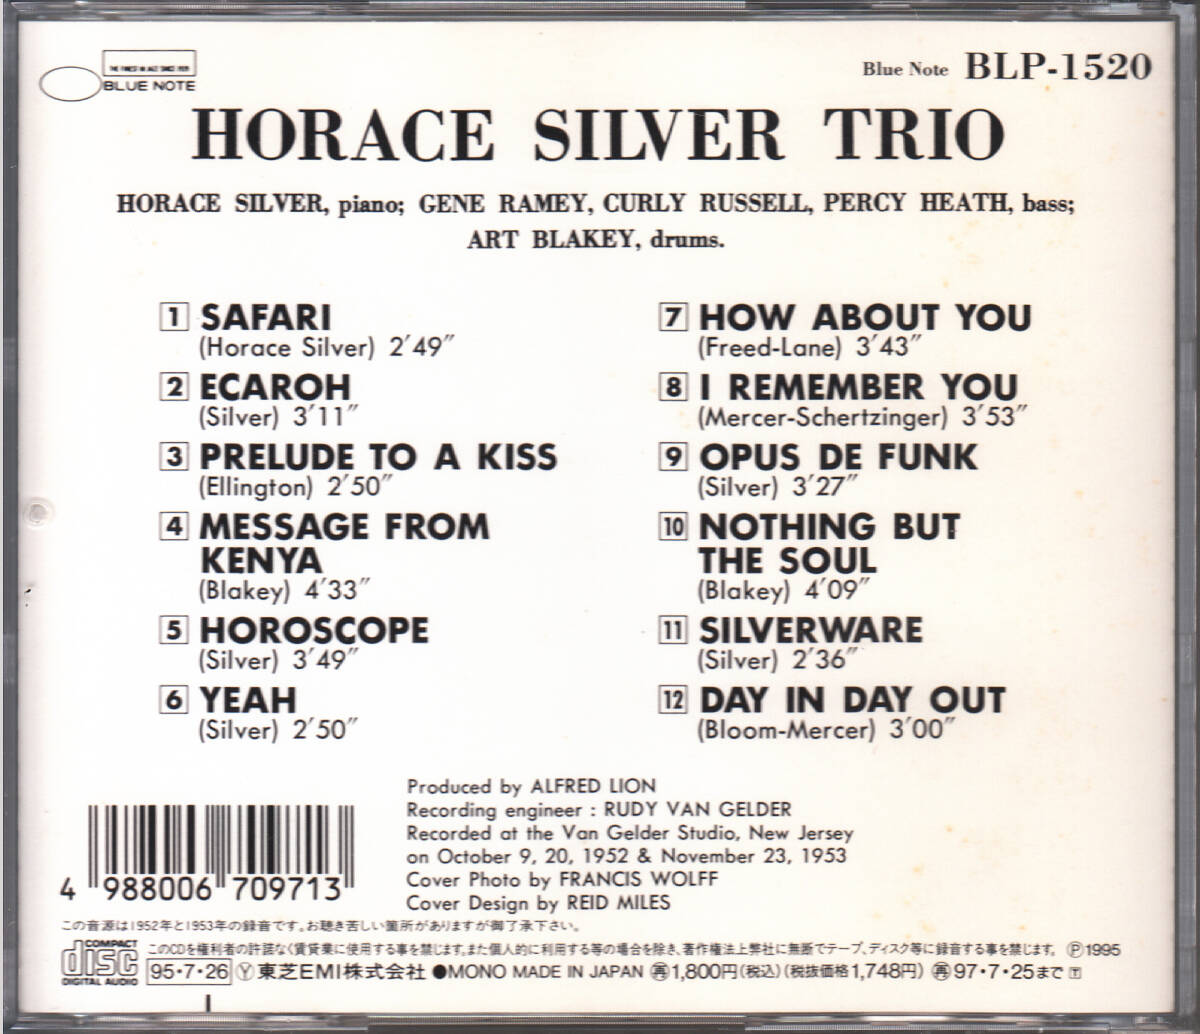 THE FINEST IN JAZZ SINCE 1939
BLUE NOTE
Blue Note BLP-1520
HORACE SILVER TRIO
HORACE SILVER, piano; GENE RAMEY, CURLY RUSSELL, PERCY HEATH, bass;
ART BLAKEY, drums.
1 SAFARI
(Horace Silver) 2′49″
2 ECAROH
(Silver) 3′11″
3 PRELUDE TO A KISS
(Ellington) 2′50″
4 MESSAGE FROM
KENYA
(Blakey) 4′33″
5 HOROSCOPE
(Silver) 3′49″
6 YEAH
(Silver) 2′50″
7 HOW ABOUT YOU
(Freed-Lane) 3′43″
8 I REMEMBER YOU
(Mercer-Schertzinger) 3′53″
9 OPUS DE FUNK
(Silver) 3′27″
10 NOTHING BUT
THE SOUL
(Blakey) 4′09″
11 SILVERWARE
(Silver) 2′36″
12 DAY IN DAY OUT
(Bloom-Mercer) 3′00″
Produced by ALFRED LION
Recording engineer : RUDY VAN GELDER
Recorded at the Van Gelder Studio, New Jersey
on October 9, 20, 1952 & November 23, 1953
Cover Photo by FRANCIS WOLFF
Cover Design by REID MILES
4 988006 709713
この音源は1952年と1953年の録音です。お聴き苦しい箇所がありますが御了承下さい。
COMPACT disc DIGITAL AUDIO
このCDを権利者の許諾なく賃貸業に使用する事を禁じます。また個人的に利用する等の場合を除き、著作権法上弊社に無断でテープ、ディスク等に録音する事を禁じます。 Ⓟ1995
95・7・26 Ⓨ東芝EMI株式会社 ●MONO MADE IN JAPAN 再1,800円(税込)(税抜価格1,748円) 再97・7・25まで T